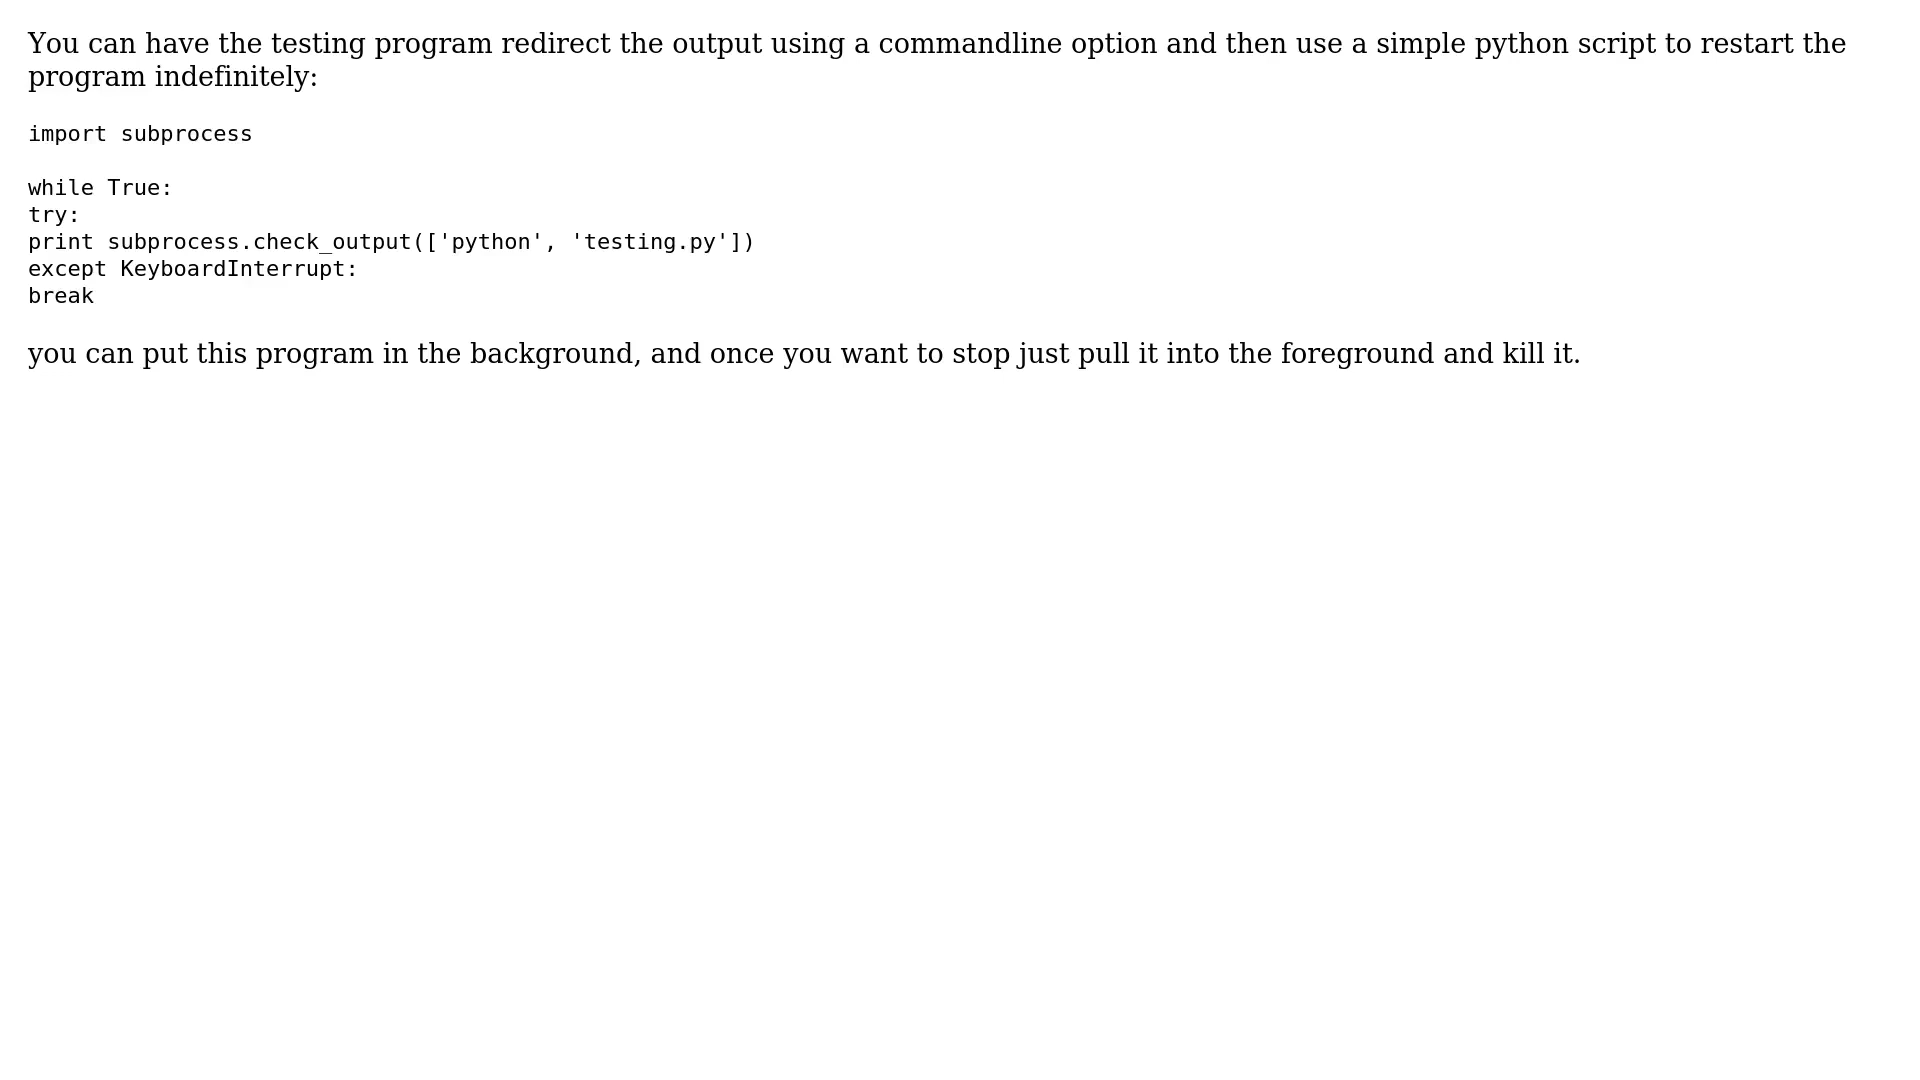 You can have the testing program redirect the output using a commandline option and then use a simple python script to restart the
program indefinitely:
import subprocess
while True:
try:
print subprocess.check_output(['python', 'testing.py'])
except KeyboardInterrupt:
break
you can put this program in the background, and once you want to stop just pull it into the foreground and kill it.